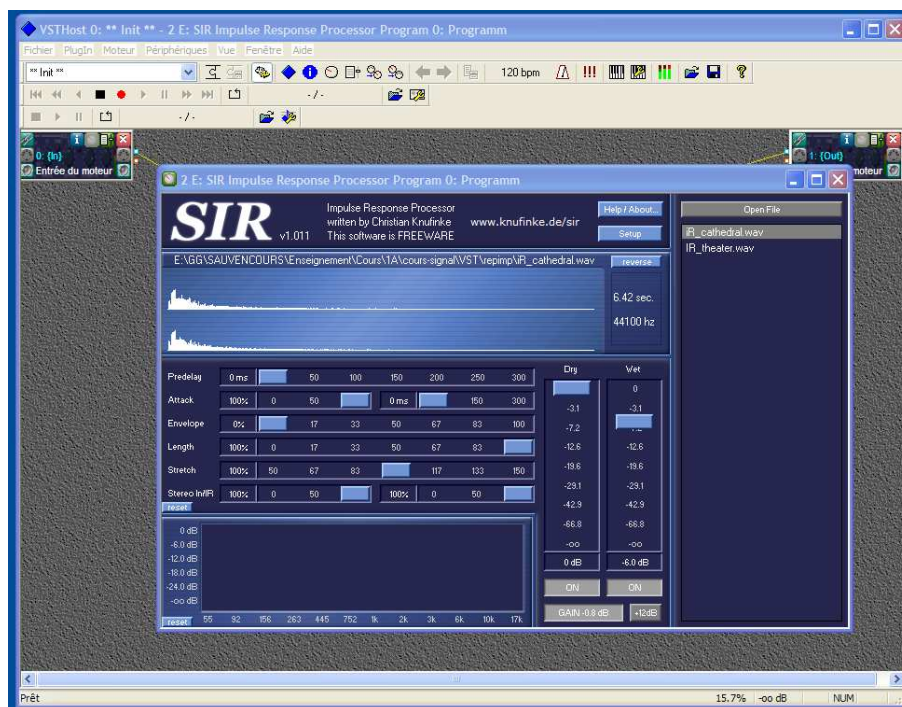 VSTHost 0: ** Init ** - 2 E: SIR Impulse Response Processor Program 0: Programm
Fichier PlugIn Moteur Périphériques Vue Fenêtre Aide
** Init ** 120 bpm
-/-
-/-
0: {In}
Entrée du moteur
1: {Out}
moteur
2 E: SIR Impulse Response Processor Program 0: Programm
SIR v1.011
Impulse Response Processor
written by Christian Knufinke www.knufinke.de/sir
This software is FREEWARE
Help / About...
Setup
Open File
iR_cathedral.wav
IR_theater.wav
E:\GG\SAUVENCOURS\Enseignement\Cours\1A\cours-signal\VST\repimp\iR_cathedral.wav
reverse
6.42 sec.
44100 hz
Predelay 0 ms 50 100 150 200 250 300
Attack 100% 0 50 0 ms 150 300
Envelope 0% 17 33 50 67 83 100
Length 100% 0 17 33 50 67 83
Stretch 100% 50 67 83 117 133 150
Stereo In/IR 100% 0 50 100% 0 50
reset
Dry Wet
0
-3.1 -3.1
-7.2
-12.6 -12.6
-19.6 -19.6
-29.1 -29.1
-42.9 -42.9
-66.8 -66.8
-oo -oo
0 dB -6.0 dB
ON ON
GAIN -0.8 dB +12dB
0 dB
-6.0 dB
-12.0 dB
-18.0 dB
-24.0 dB
-oo dB
reset 55 92 156 263 445 752 1k 2k 3k 6k 10k 17k
Prêt 15.7% -oo dB NUM